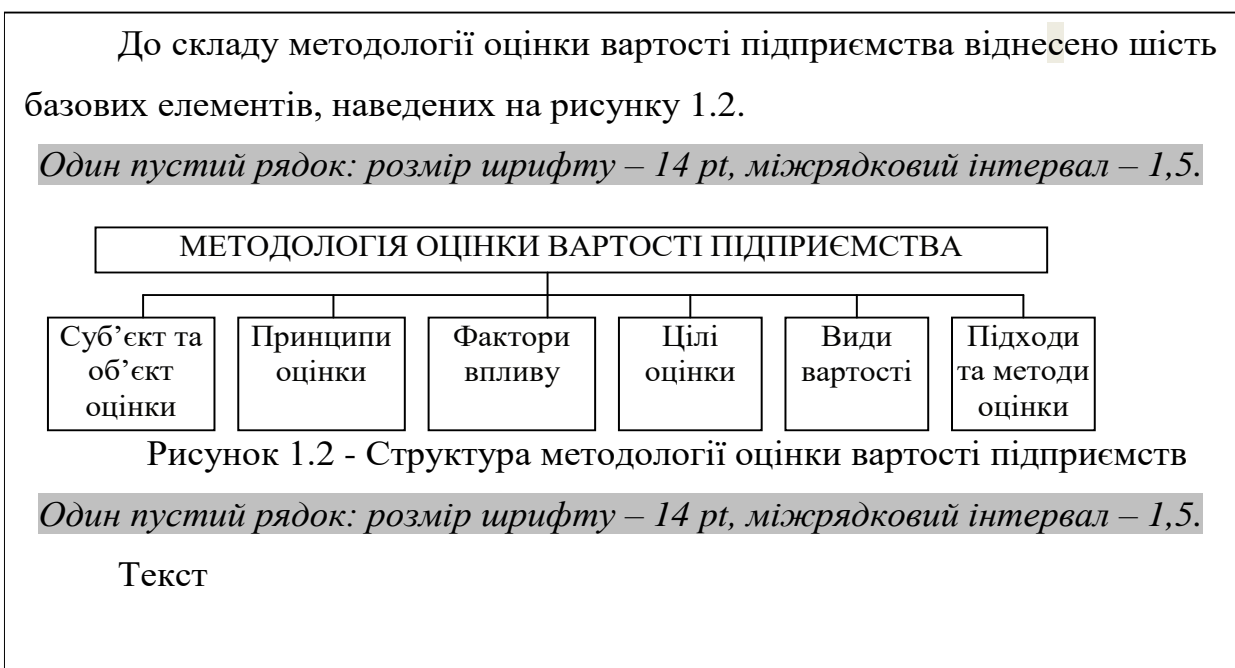 До складу методології оцінки вартості підприємства віднесено шість
базових елементів, наведених на рисунку 1.2.
Один пустий рядок: розмір шрифту – 14 pt, міжрядковий інтервал – 1,5.
МЕТОДОЛОГІЯ ОЦІНКИ ВАРТОСТІ ПІДПРИЄМСТВА
Суб’єкт та
об’єкт
оцінки
Принципи
оцінки
Фактори
впливу
Цілі
оцінки
Види
вартості
Підходи
та методи
оцінки
Рисунок 1.2 - Структура методології оцінки вартості підприємств
Один пустий рядок: розмір шрифту – 14 pt, міжрядковий інтервал – 1,5.
Текст